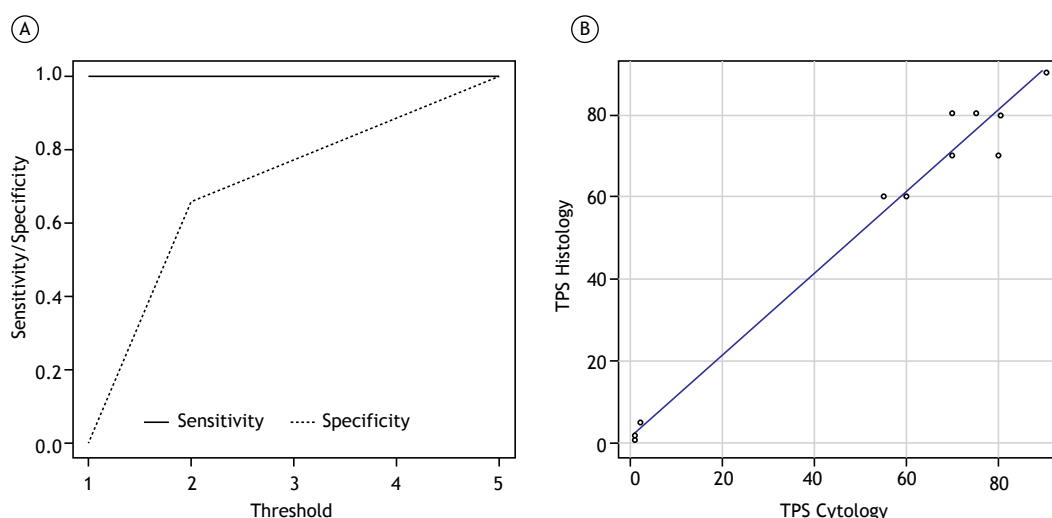 A
Sensitivity/Specificity
1.0
0.8
0.6
0.4
0.2
0.0
Sensitivity
Specificity
1
2
3
4
5
Threshold
B
TPS Histology
80
60
40
20
0
0
20
40
60
80
TPS Cytology